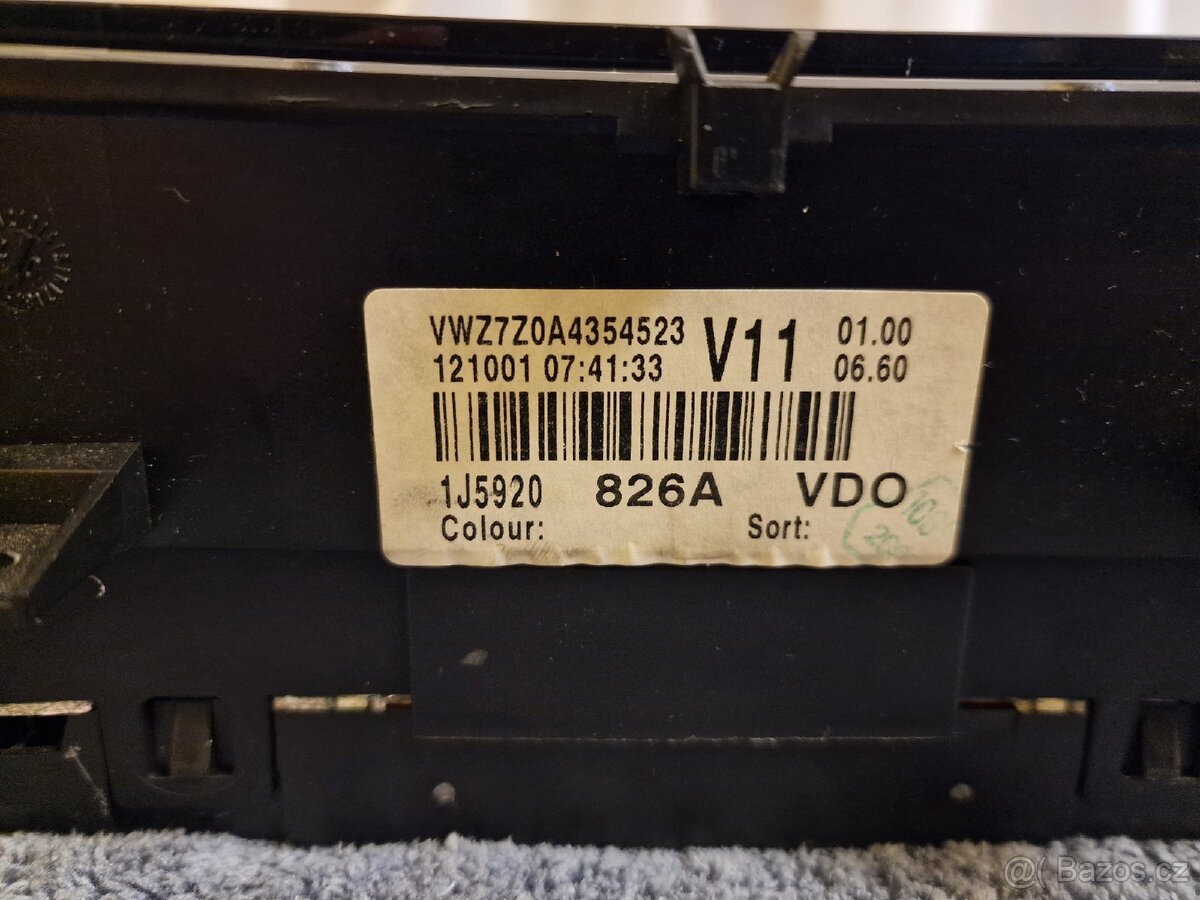 VWZ7Z0A4354523 V11 01.00
121001 07:41:33 06.60
1J5920 826A VDO
Colour: Sort:
@( Bazos.cz